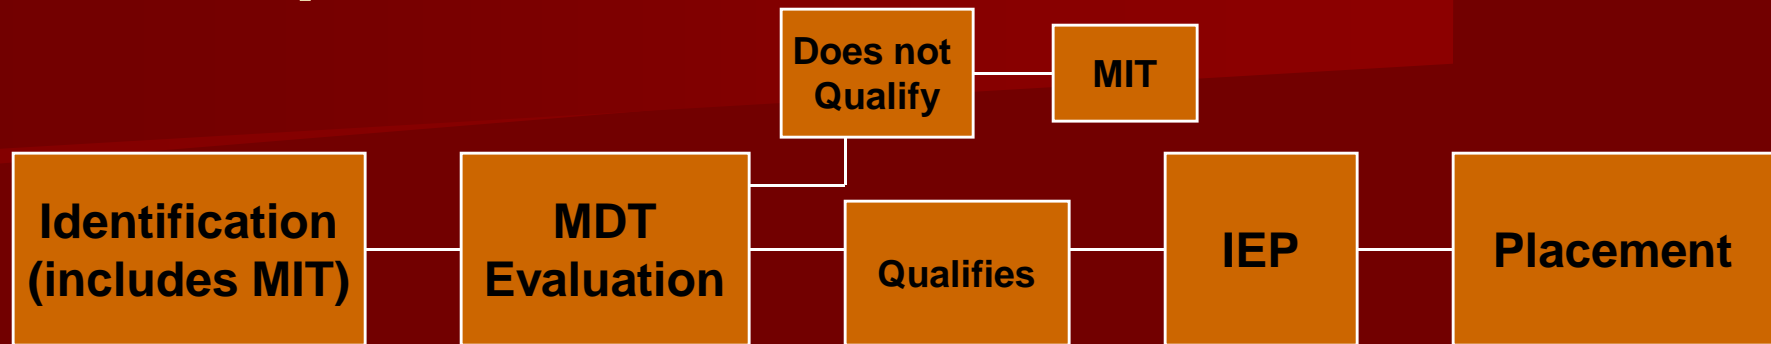 Does not
Qualify
MIT
Identification
(includes MIT)
MDT
Evaluation
Qualifies
IEP
Placement